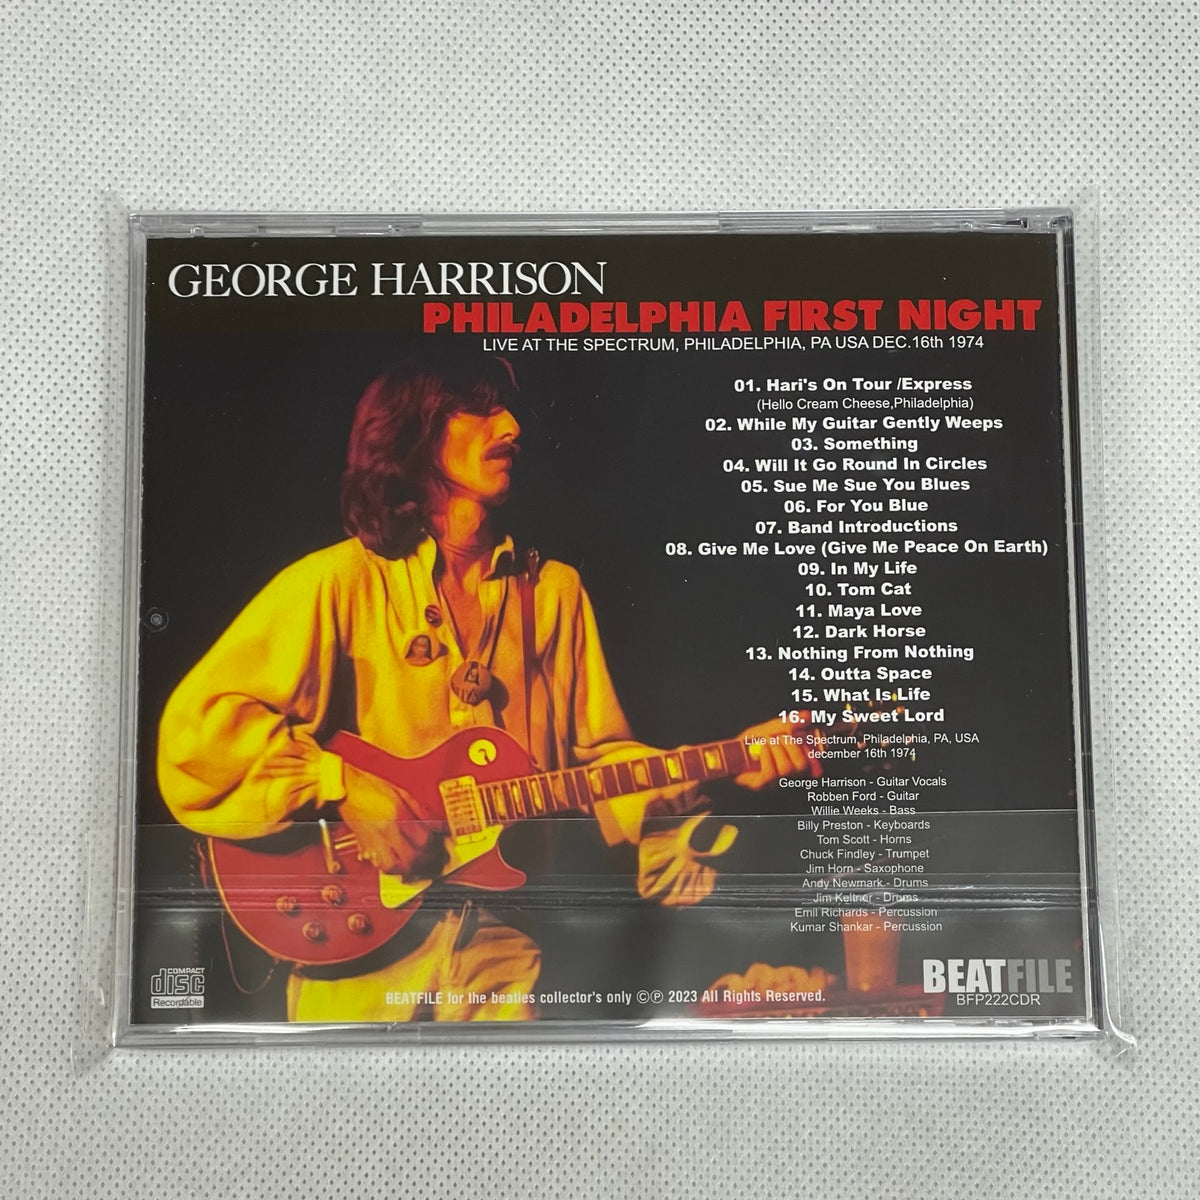 GEORGE HARRISON
PHILADELPHIA FIRST NIGHT
LIVE AT THE SPECTRUM, PHILADELPHIA, PA USA DEC.16th 1974
01. Hari's On Tour /Express
(Hello Cream Cheese,Philadelphia)
02. While My Guitar Gently Weeps
03. Something
04. Will It Go Round In Circles
05. Sue Me Sue You Blues
06. For You Blue
07. Band Introductions
08. Give Me Love (Give Me Peace On Earth)
09. In My Life
10. Tom Cat
11. Maya Love
12. Dark Horse
13. Nothing From Nothing
14. Outta Space
15. What Is Life
16. My Sweet Lord
Live at The Spectrum, Philadelphia, PA, USA
december 16th 1974
George Harrison - Guitar Vocals
Robben Ford - Guitar
Willie Weeks - Bass
Billy Preston - Keyboards
Tom Scott - Horns
Chuck Findley - Trumpet
Jim Horn - Saxophone
Andy Newmark - Drums
Jim Keltner - Drums
Emil Richards - Percussion
Kumar Shankar - Percussion
COMPACT
disc
Recordable
BEATFILE for the beatles collector's only ©℗ 2023 All Rights Reserved.
BEATFILE
BFP222CDR